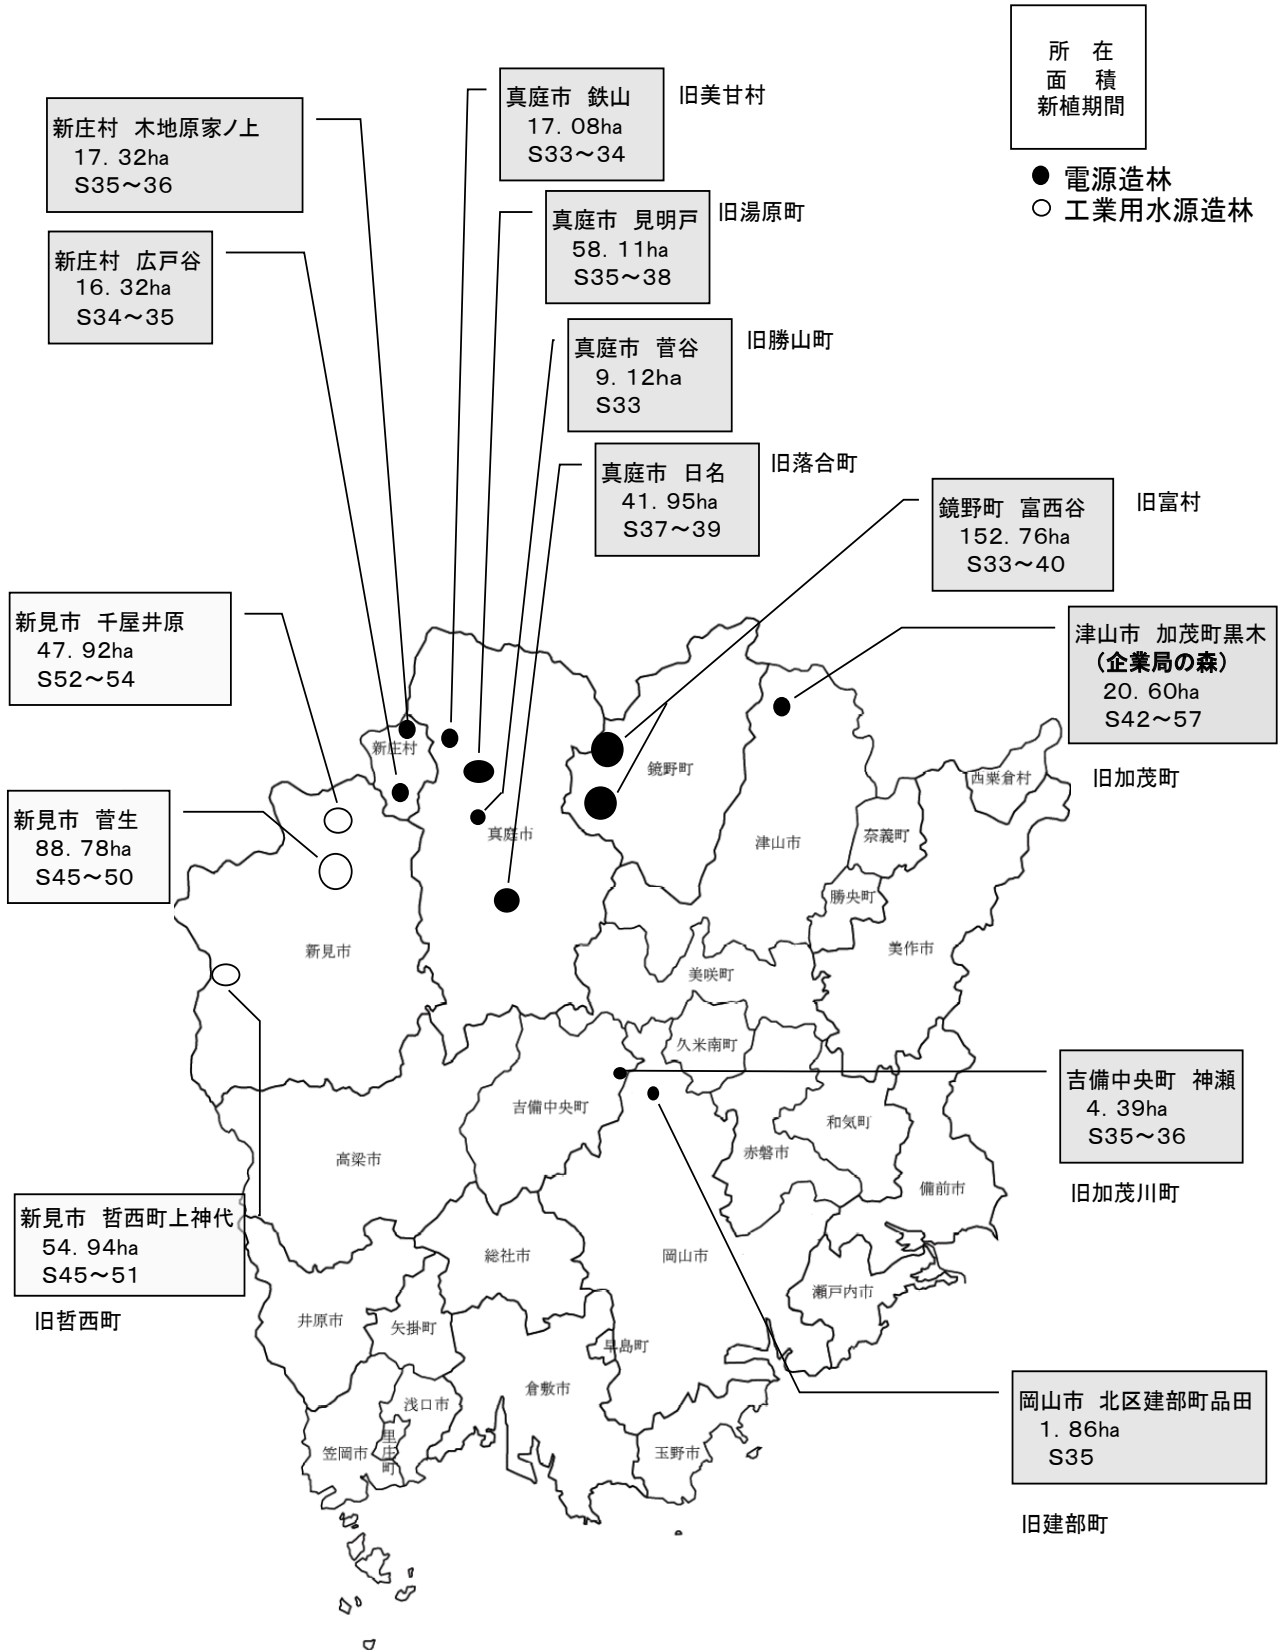 所　在
面　積
新植期間
● 電源造林
○ 工業用水源造林
真庭市　鉄山
17．08ha
S33～34
旧美甘村
新庄村　木地原家ノ上
17．32ha
S35～36
真庭市　見明戸
58．11ha
S35～38
旧湯原町
新庄村　広戸谷
16．32ha
S34～35
真庭市　菅谷
9．12ha
S33
旧勝山町
真庭市　日名
41．95ha
S37～39
旧落合町
鏡野町　富西谷
152．76ha
S33～40
旧富村
新見市　千屋井原
47．92ha
S52～54
津山市　加茂町黒木
（企業局の森）
20．60ha
S42～57
旧加茂町
新見市　菅生
88．78ha
S45～50
新庄村
鏡野町
西粟倉村
真庭市
津山市
奈義町
勝央町
新見市
美作市
美咲町
久米南町
吉備中央町　神瀬
4．39ha
S35～36
旧加茂川町
吉備中央町
和気町
高梁市
赤磐市
備前市
新見市　哲西町上神代
54．94ha
S45～51
旧哲西町
総社市
岡山市
瀬戸内市
井原市
矢掛町
早島町
倉敷市
浅口市
里庄町
笠岡市
玉野市
岡山市　北区建部町品田
1．86ha
S35
旧建部町